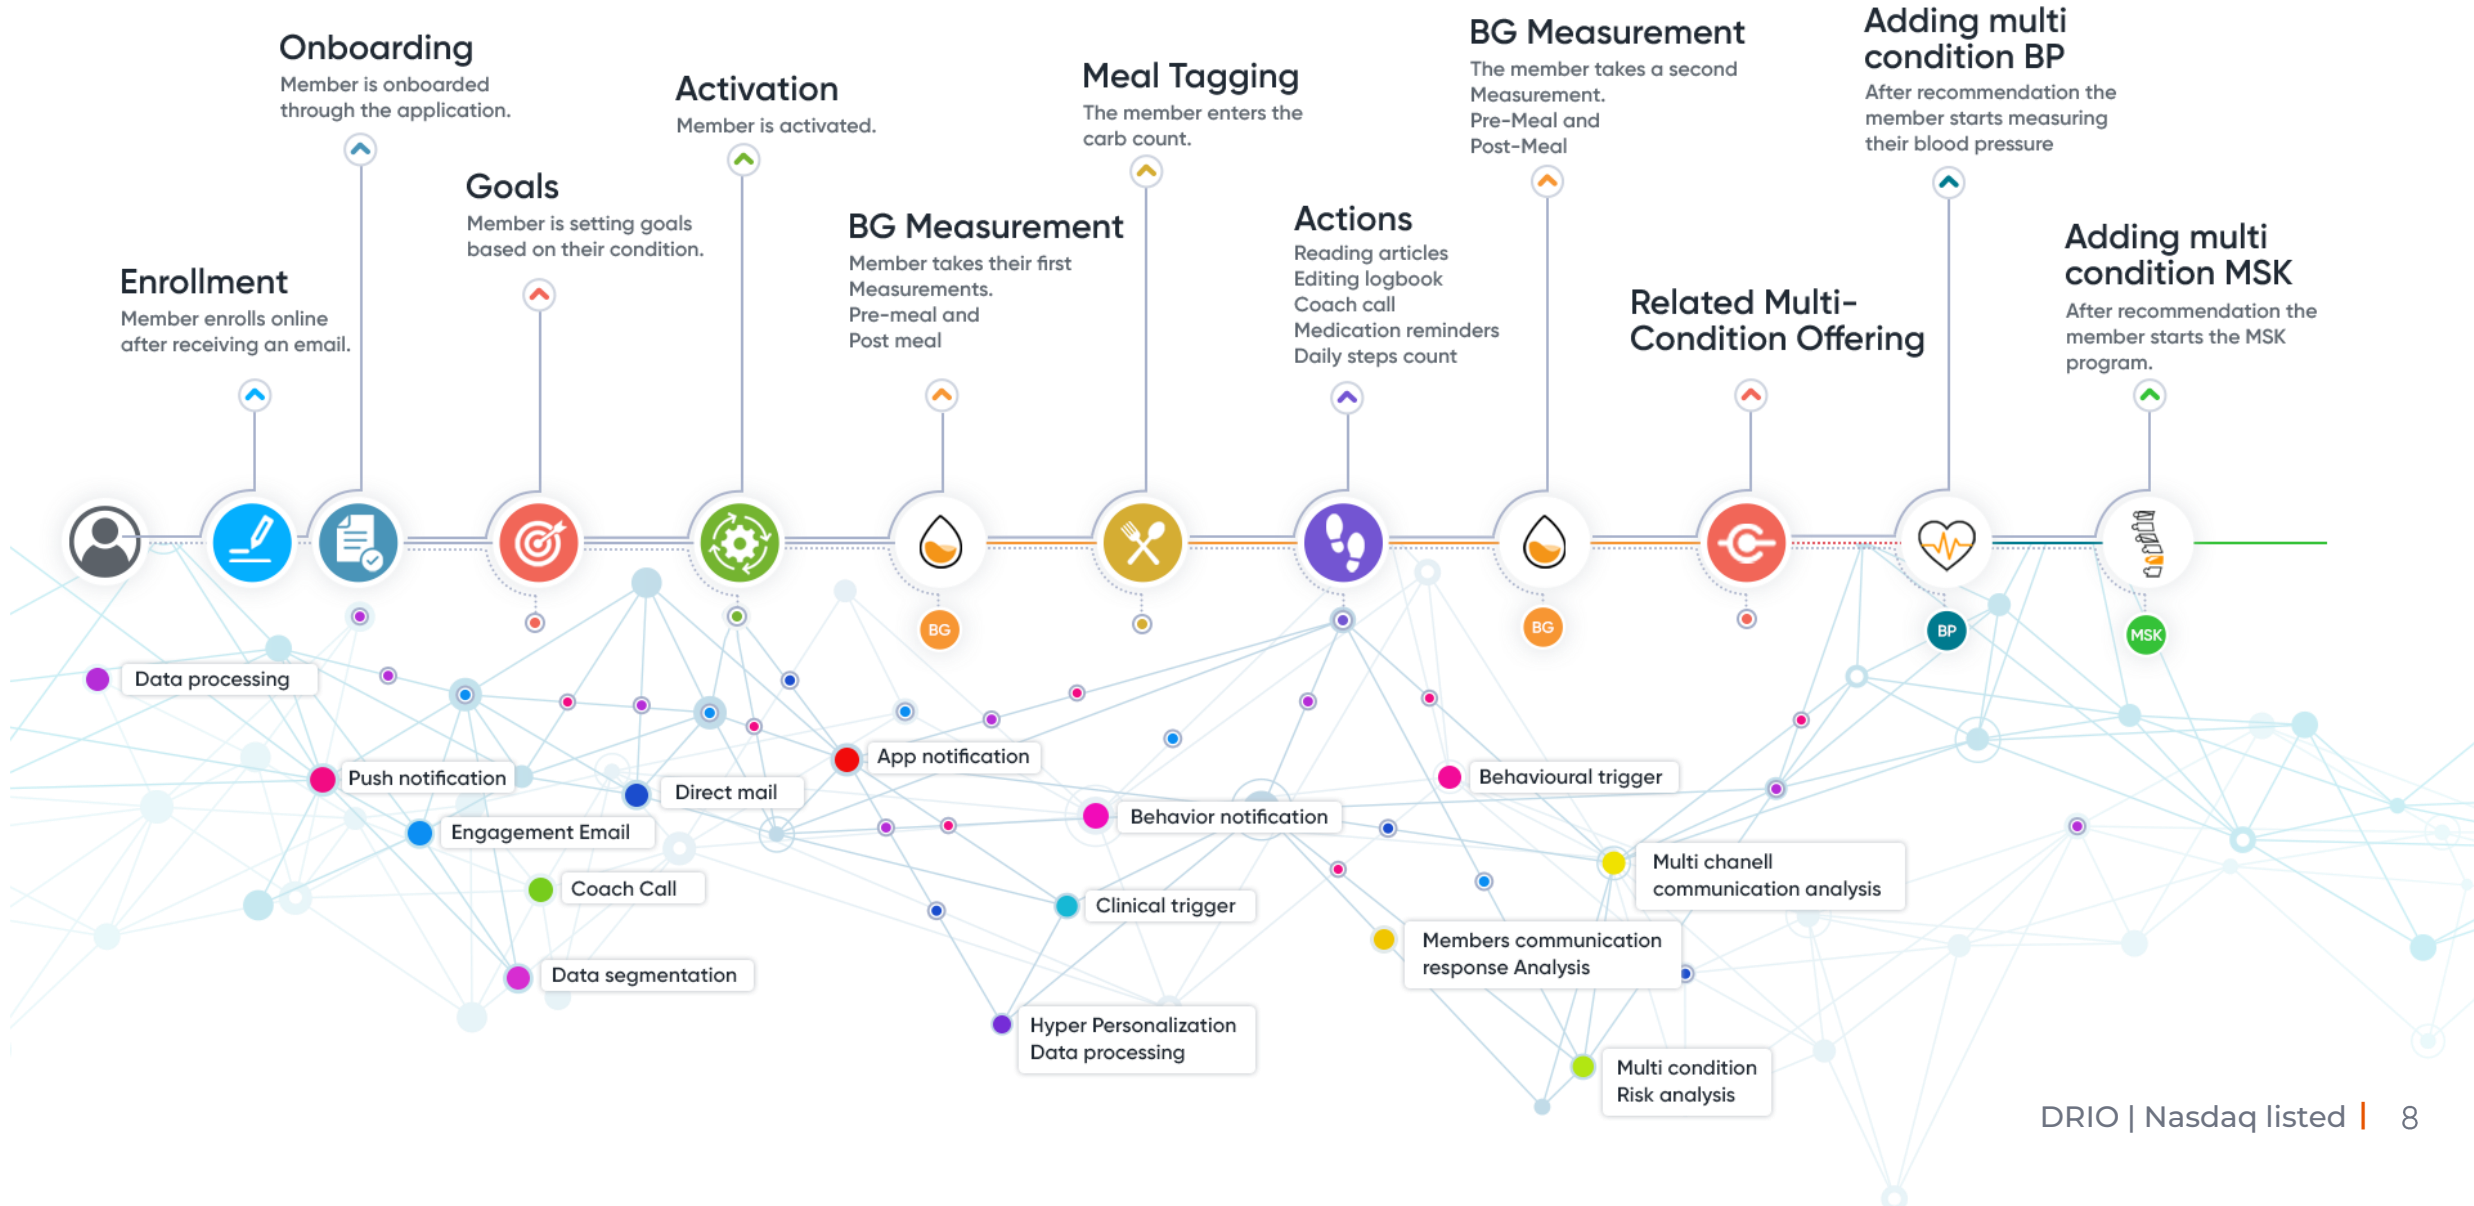 Enrollment
Member enrolls online
after receiving an email.
Onboarding
Member is onboarded
through the application.
Goals
Member is setting goals
based on their condition.
Activation
Member is activated.
BG Measurement
Member takes their first
Measurements.
Pre-meal and
Post meal
Meal Tagging
The member enters the
carb count.
Actions
Reading articles
Editing logbook
Coach call
Medication reminders
Daily steps count
BG Measurement
The member takes a second
Measurement.
Pre-Meal and
Post-Meal
Related Multi-
Condition Offering
Adding multi
condition BP
After recommendation the
member starts measuring
their blood pressure
Adding multi
condition MSK
After recommendation the
member starts the MSK
program.
BG
BG
BP
MSK
Data processing
Push notification
Engagement Email
Direct mail
Coach Call
Data segmentation
App notification
Behavior notification
Clinical trigger
Hyper Personalization
Data processing
Behavioural trigger
Multi chanell
communication analysis
Members communication
response Analysis
Multi condition
Risk analysis
DRIO | Nasdaq listed | 8